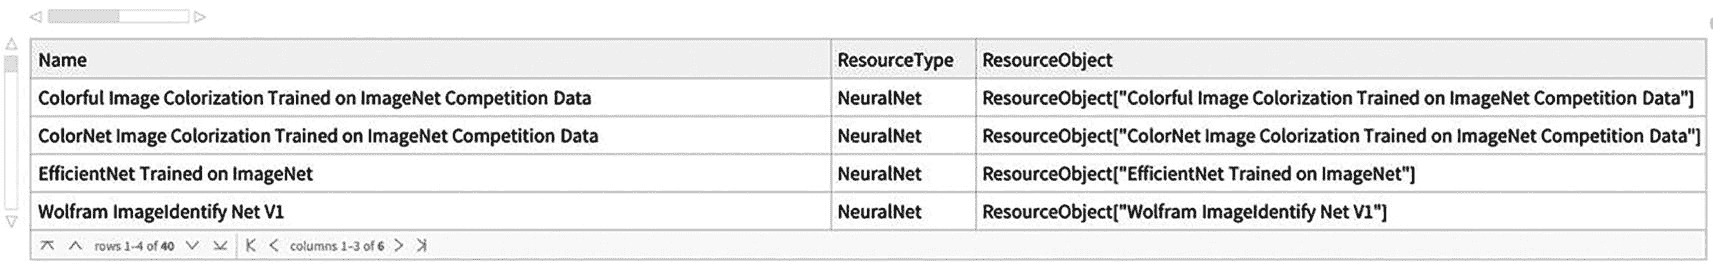 Name ResourceType ResourceObject
Colorful Image Colorization Trained on ImageNet Competition Data NeuralNet ResourceObject["Colorful Image Colorization Trained on ImageNet Competition Data"]
ColorNet Image Colorization Trained on ImageNet Competition Data NeuralNet ResourceObject["ColorNet Image Colorization Trained on ImageNet Competition Data"]
EfficientNet Trained on ImageNet NeuralNet ResourceObject["EfficientNet Trained on ImageNet"]
Wolfram ImageIdentify Net V1 NeuralNet ResourceObject["Wolfram ImageIdentify Net V1"]
rows 1-4 of 40 columns 1-3 of 6